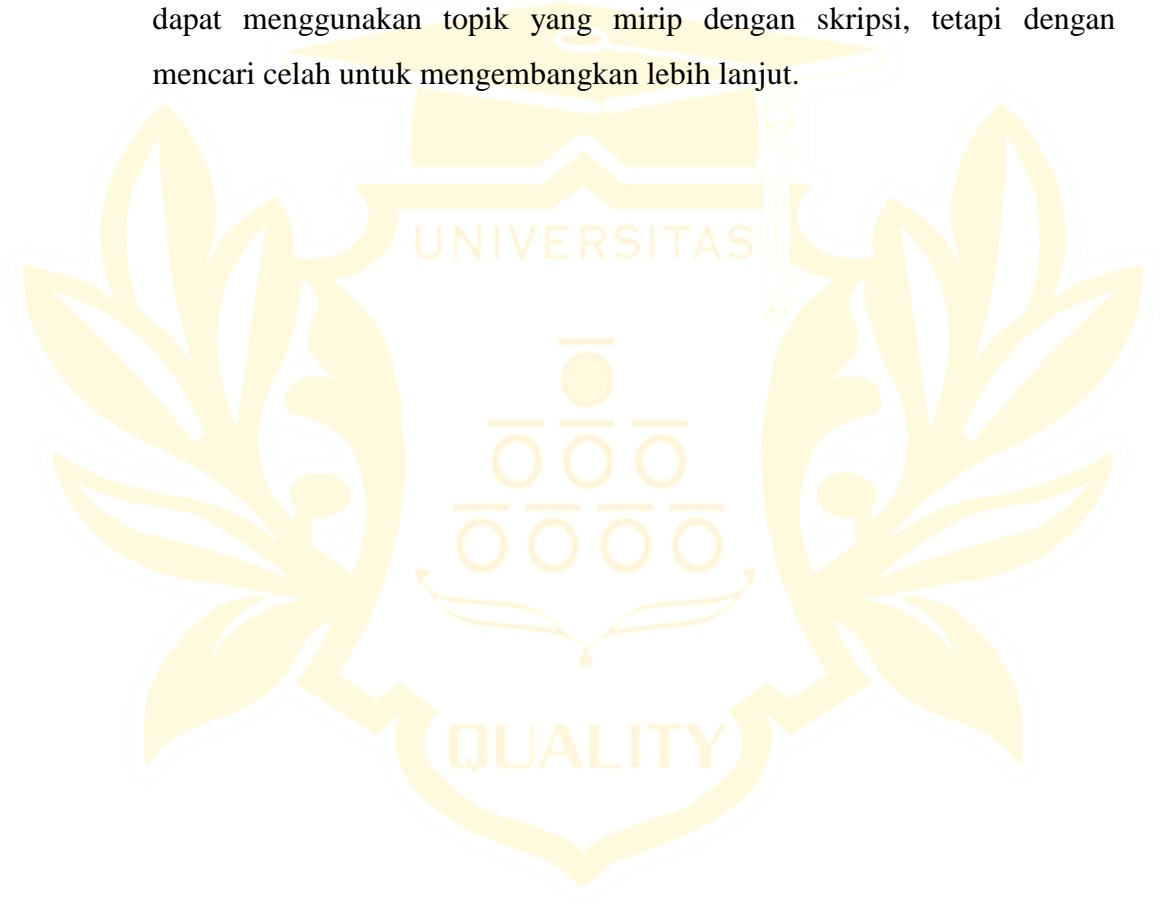 dapat menggunakan topik yang mirip dengan skripsi, tetapi dengan
mencari celah untuk mengembangkan lebih lanjut.
UNIVERSITAS
QUALITY